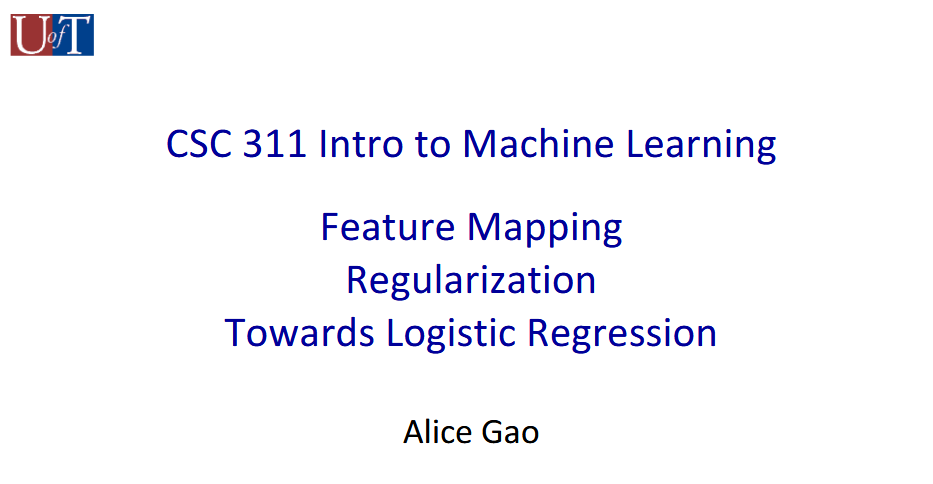 UofT
CSC 311 Intro to Machine Learning
Feature Mapping
Regularization
Towards Logistic Regression
Alice Gao